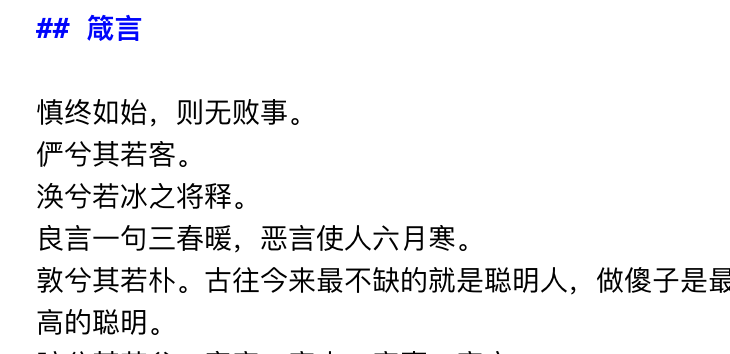 ## 箴言
慎终如始，则无败事。
俨兮其若客。
涣兮若冰之将释。
良言一句三春暖，恶言使人六月寒。
敦兮其若朴。古往今来最不缺的就是聪明人，做傻子是最
高的聪明。